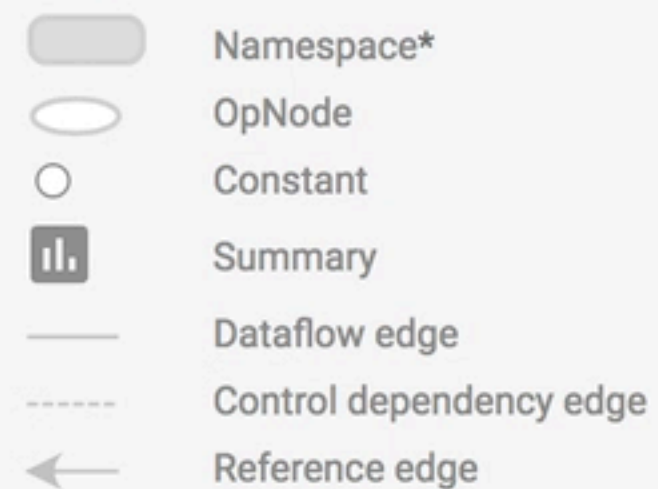 Namespace*
OpNode
Constant
Summary
Dataflow edge
Control dependency edge
Reference edge